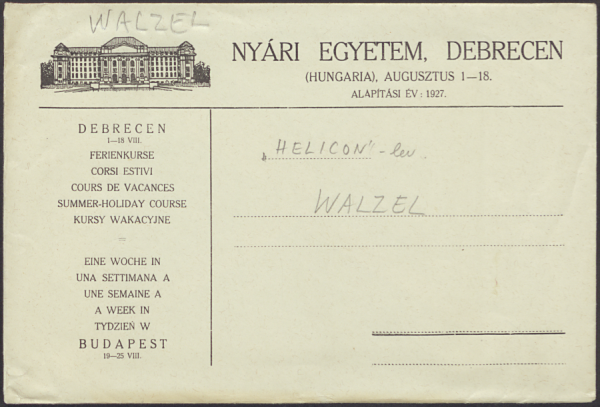 WALZEL
NYÁRI EGYETEM, DEBRECEN
(HUNGARIA), AUGUSZTUS 1—18.
ALAPÍTÁSI ÉV: 1927.
DEBRECEN
1—18 VIII.
FERIENKURSE
CORSI ESTIVI
COURS DE VACANCES
SUMMER-HOLIDAY COURSE
KURSY WAKACYJNE
=
EINE WOCHE IN
UNA SETTIMANA A
UNE SEMAINE A
A WEEK IN
TYDZIEŃ W
BUDAPEST
19—25 VIII.
„HELICON"-lev.
WALZEL